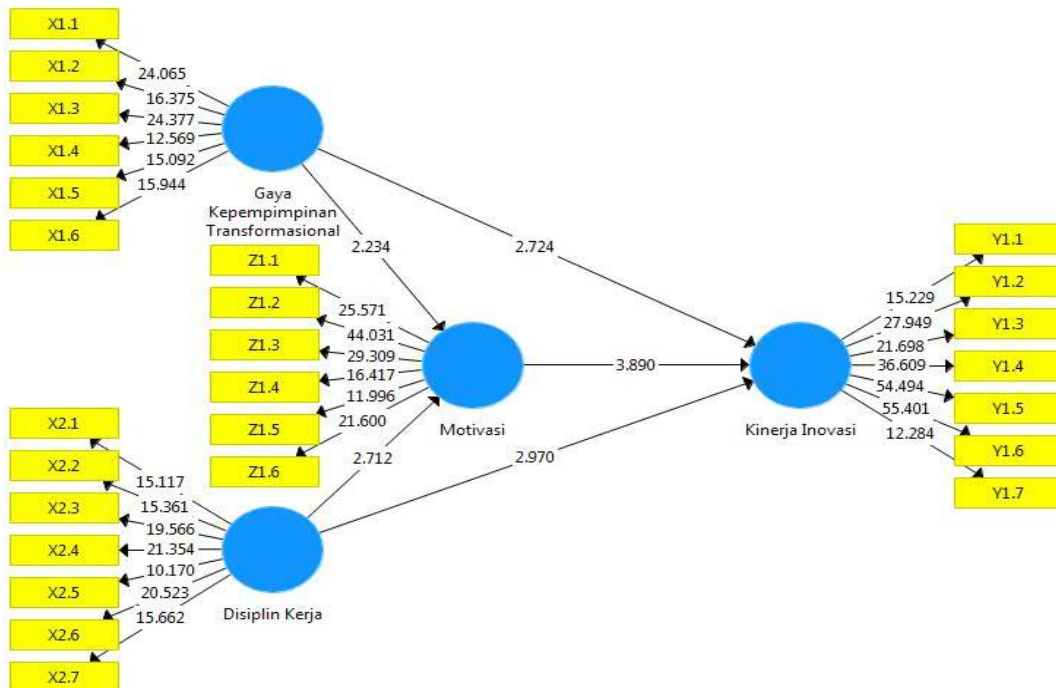 X1.1
X1.2
X1.3
X1.4
X1.5
X1.6
24.065
16.375
24.377
12.569
15.092
15.944
Gaya
Kepempimpinan
Transformasional
2.234
2.724
Z1.1
Z1.2
Z1.3
Z1.4
Z1.5
Z1.6
25.571
44.031
29.309
16.417
11.996
21.600
Motivasi
3.890
2.712
2.970
X2.1
X2.2
X2.3
X2.4
X2.5
X2.6
X2.7
15.117
15.361
19.566
21.354
10.170
20.523
15.662
Disiplin Kerja
Kinerja Inovasi
15.229
27.949
21.698
36.609
54.494
55.401
12.284
Y1.1
Y1.2
Y1.3
Y1.4
Y1.5
Y1.6
Y1.7